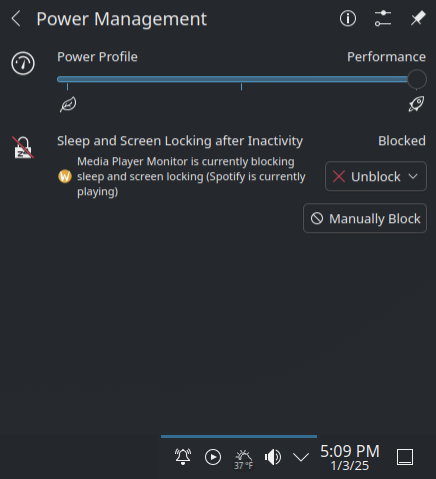 Power Management
Power Profile
Performance
Sleep and Screen Locking after Inactivity
Blocked
Media Player Monitor is currently blocking
sleep and screen locking (Spotify is currently
playing)
Unblock
Manually Block
37 °F
5:09 PM
1/3/25